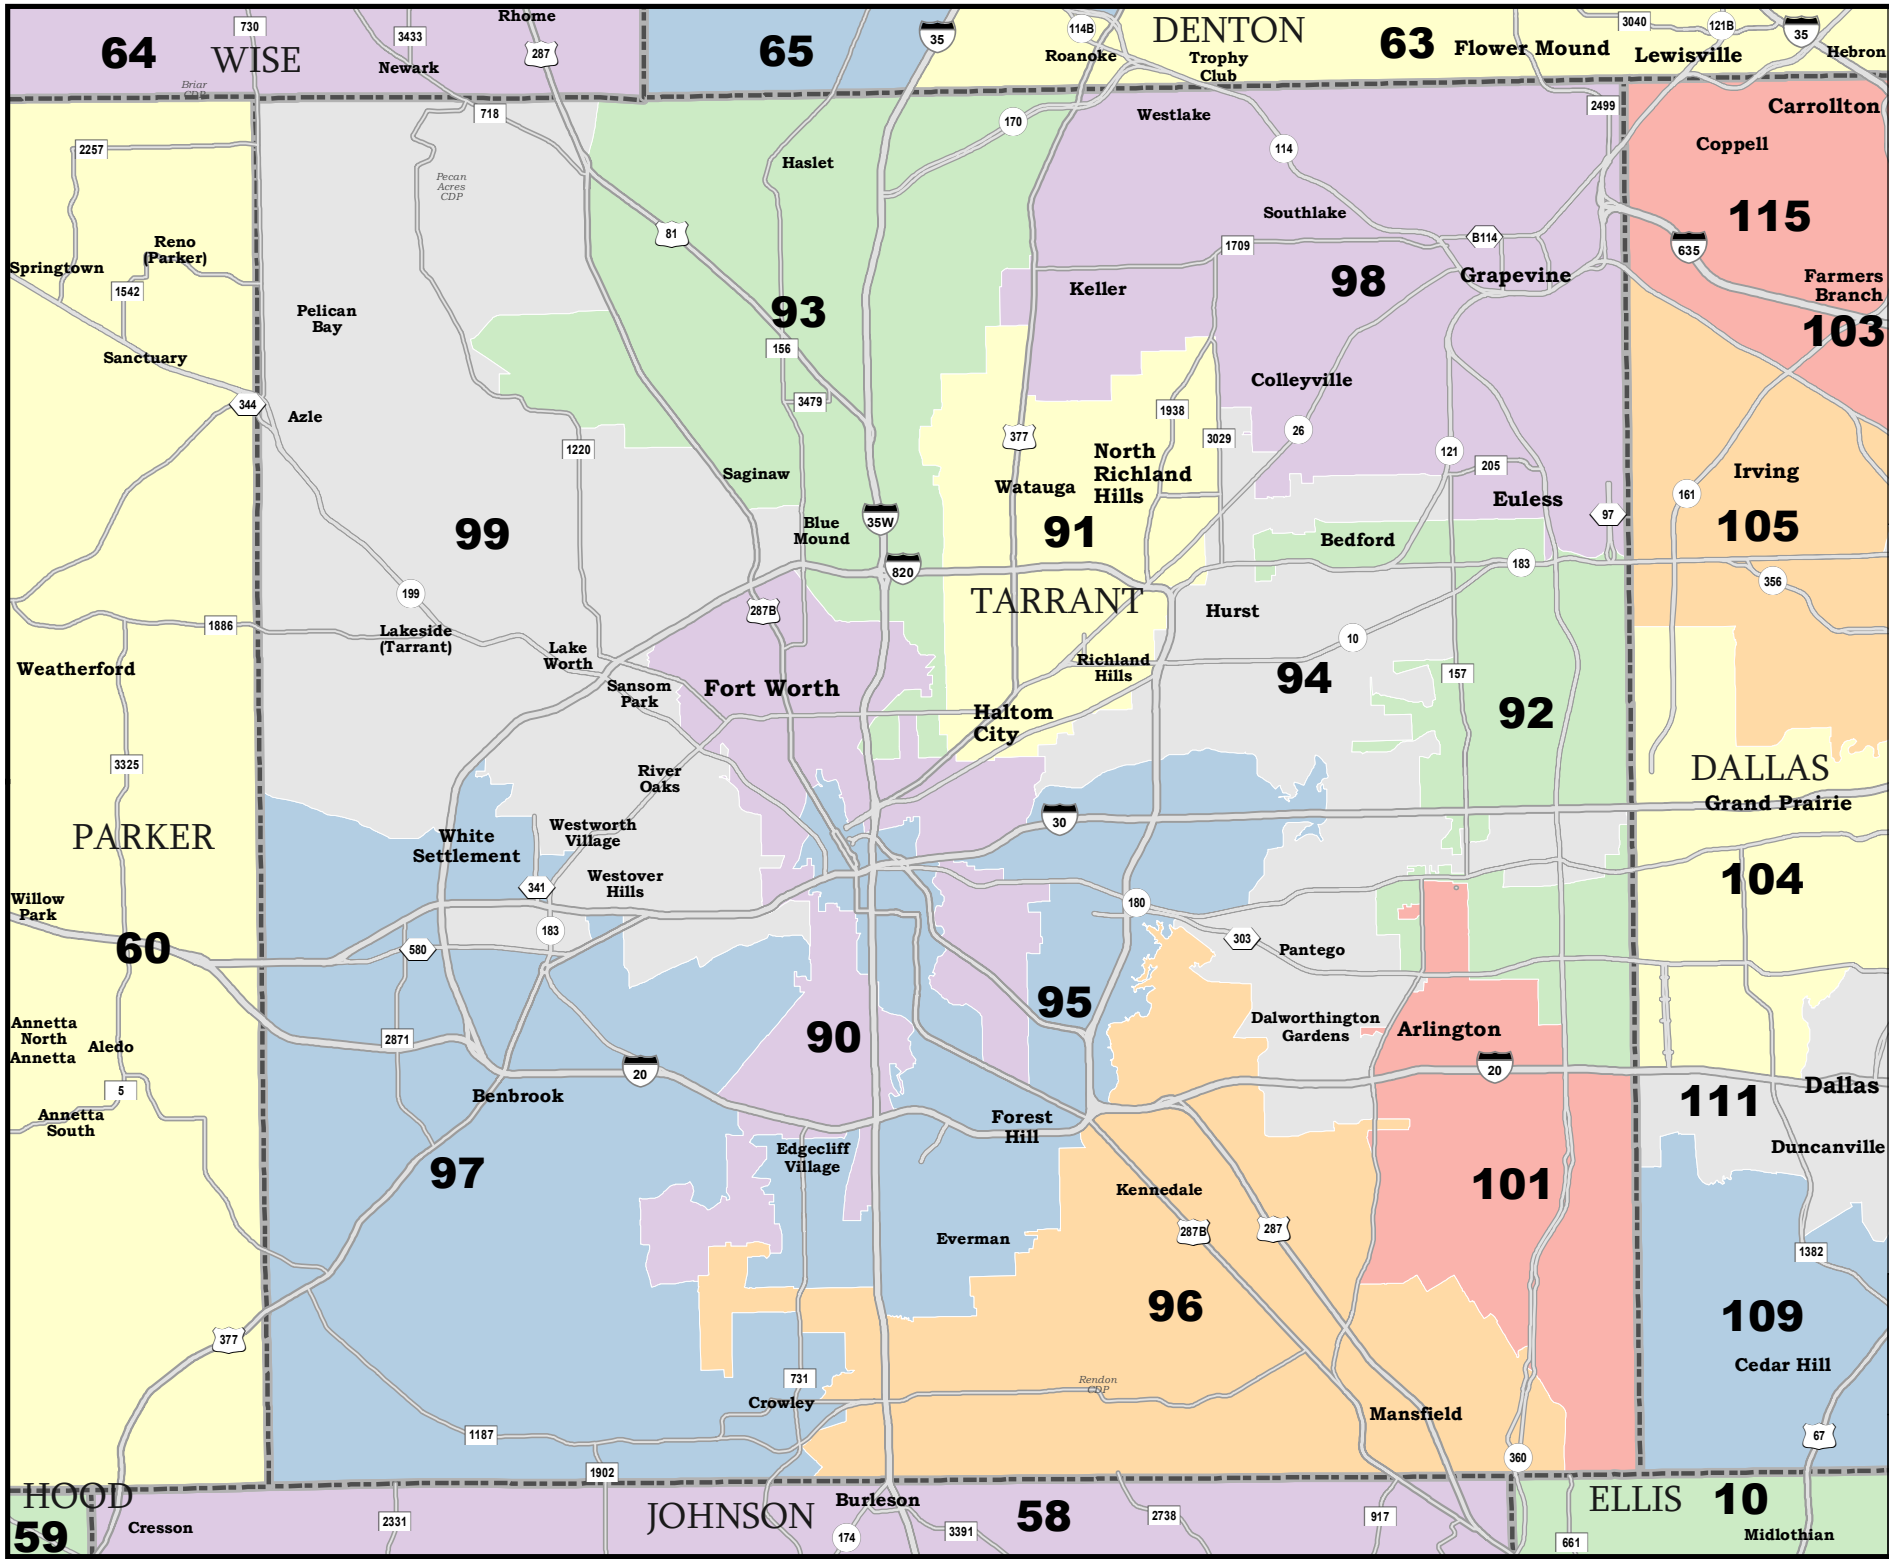 Rhome
730
3433
287
64
WISE
Newark
Briar
CDP
65
35
114B
Roanoke
DENTON
Trophy
Club
63
Flower Mound
3040
Lewisville
121B
35
Hebron
718
2257
170
Westlake
2499
Carrollton
Coppell
114
Haslet
Pecan
Acres
CDP
Southlake
115
81
1709
B114
635
Reno
(Parker)
Springtown
1542
Keller
98
Grapevine
Farmers
Branch
103
Pelican
Bay
93
156
Sanctuary
344
Azle
3479
Colleyville
1938
377
3029
26
1220
121
205
North
Richland
Hills
Watauga
Irving
161
Saginaw
Euless
97
99
35W
Blue
Mound
91
Bedford
105
820
183
356
199
287B
TARRANT
Hurst
1886
Lakeside
(Tarrant)
10
Lake
Worth
Weatherford
Richland
Hills
157
94
Sansom
Park
Fort Worth
92
Haltom
City
3325
River
Oaks
DALLAS
Grand Prairie
30
PARKER
White
Settlement
Westworth
Village
341
Westover
Hills
104
Willow
Park
180
183
60
580
303
Pantego
95
Annetta
North
Annetta
Aledo
2871
90
Dalworthington
Gardens
Arlington
20
20
5
Benbrook
Dallas
111
Annetta
South
Forest
Hill
Edgecliff
Village
Duncanville
97
Kennedale
101
287B
287
Everman
1382
96
109
377
Cedar Hill
731
Rendon
CDP
Crowley
Mansfield
1187
67
360
1902
HOOD
59
Cresson
2331
JOHNSON
Burleson
174
3391
58
2738
917
ELLIS
10
661
Midlothian